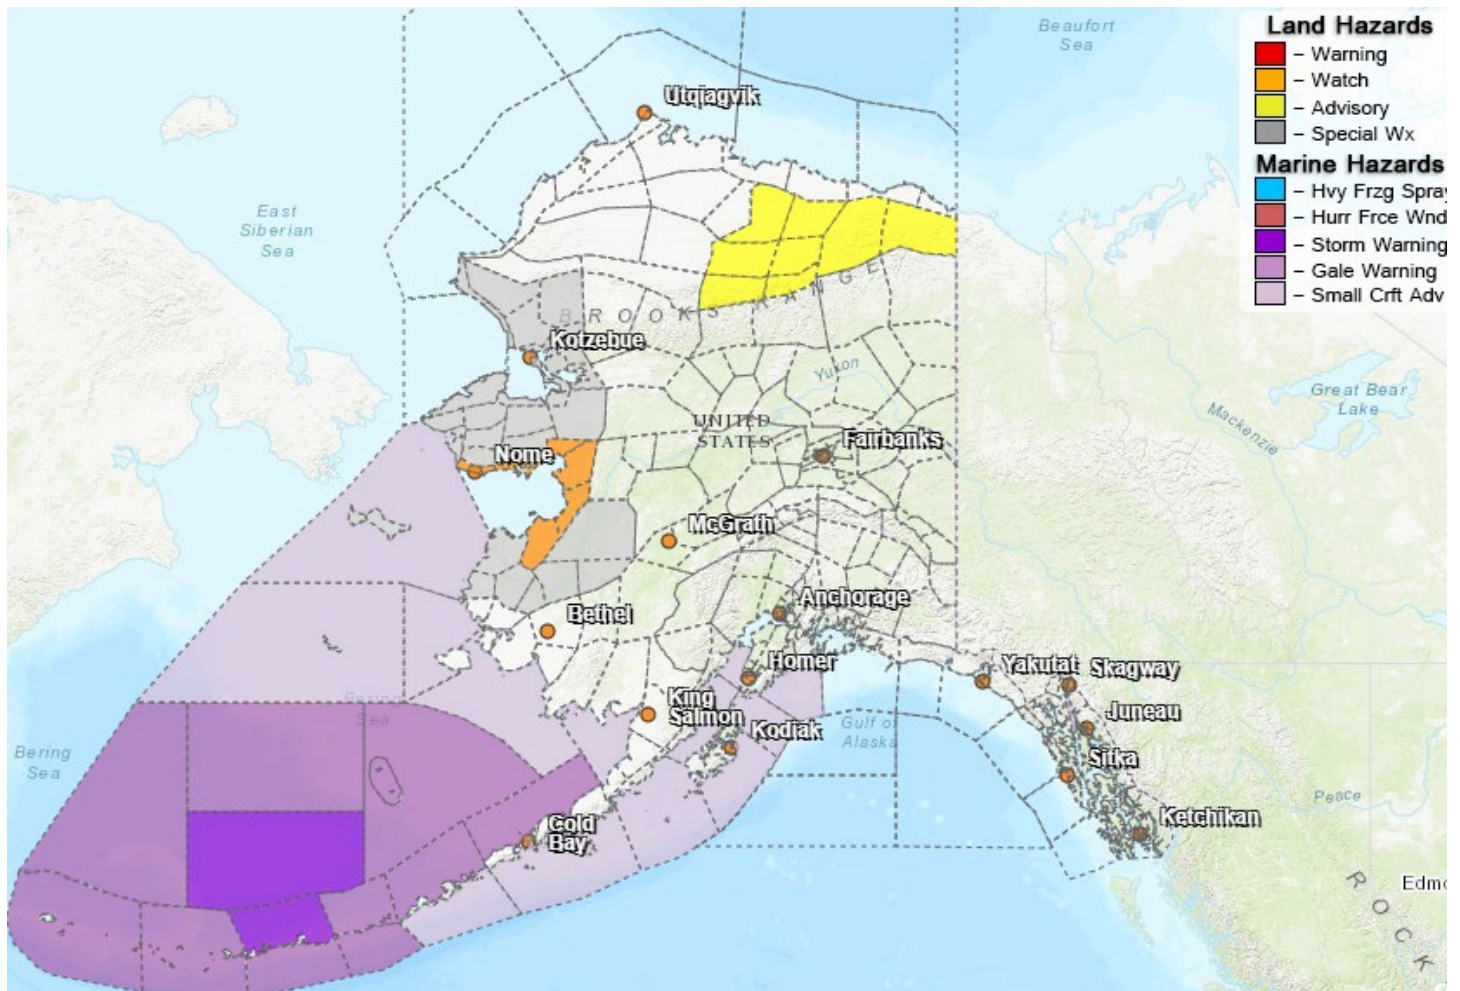 Beaufort
Sea
Land Hazards
– Warning
– Watch
– Advisory
– Special Wx
Marine Hazards
– Hvy Frzg Spray
– Hurr Frce Wnd
– Storm Warning
– Gale Warning
– Small Crft Adv
Utqiagvik
East
Siberian
Sea
BROOKS RANGE
Kotzebue
Yukon
Great Bear
Lake
Mackenzie
UNITED
STATES
Fairbanks
Nome
McGrath
Anchorage
Bethel
Homer
Yakutat
Skagway
King
Salmon
Bering
Sea
Kodiak
Gulf of
Alaska
Juneau
Bering
Sea
Sitka
Peace
Ketchikan
Cold
Bay
Edmo
ROCK